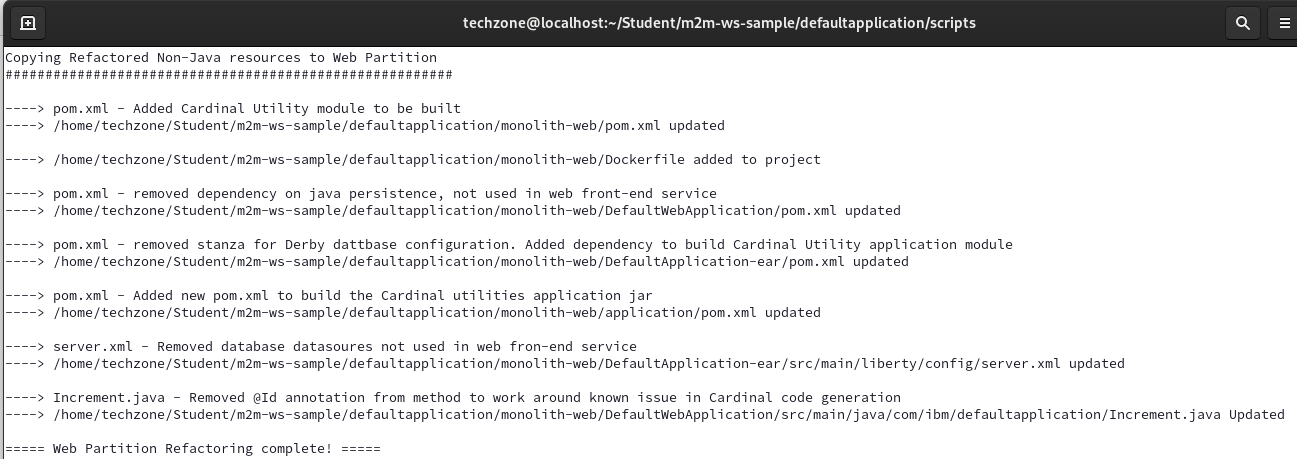 techzone@localhost:~/Student/m2m-ws-sample/defaultapplication/scripts
Copying Refactored Non-Java resources to Web Partition
########################################################
----> pom.xml - Added Cardinal Utility module to be built
----> /home/techzone/Student/m2m-ws-sample/defaultapplication/monolith-web/pom.xml updated
----> /home/techzone/Student/m2m-ws-sample/defaultapplication/monolith-web/Dockerfile added to project
----> pom.xml - removed dependency on java persistence, not used in web front-end service
----> /home/techzone/Student/m2m-ws-sample/defaultapplication/monolith-web/DefaultWebApplication/pom.xml updated
----> pom.xml - removed stanza for Derby dattbase configuration. Added dependency to build Cardinal Utility application module
----> /home/techzone/Student/m2m-ws-sample/defaultapplication/monolith-web/DefaultApplication-ear/pom.xml updated
----> pom.xml - Added new pom.xml to build the Cardinal utilities application jar
----> /home/techzone/Student/m2m-ws-sample/defaultapplication/monolith-web/application/pom.xml updated
----> server.xml - Removed database datasoures not used in web fron-end service
----> /home/techzone/Student/m2m-ws-sample/defaultapplication/monolith-web/DefaultApplication-ear/src/main/liberty/config/server.xml updated
----> Increment.java - Removed @Id annotation from method to work around known issue in Cardinal code generation
----> /home/techzone/Student/m2m-ws-sample/defaultapplication/monolith-web/DefaultWebApplication/src/main/java/com/ibm/defaultapplication/Increment.java Updated
===== Web Partition Refactoring complete! =====